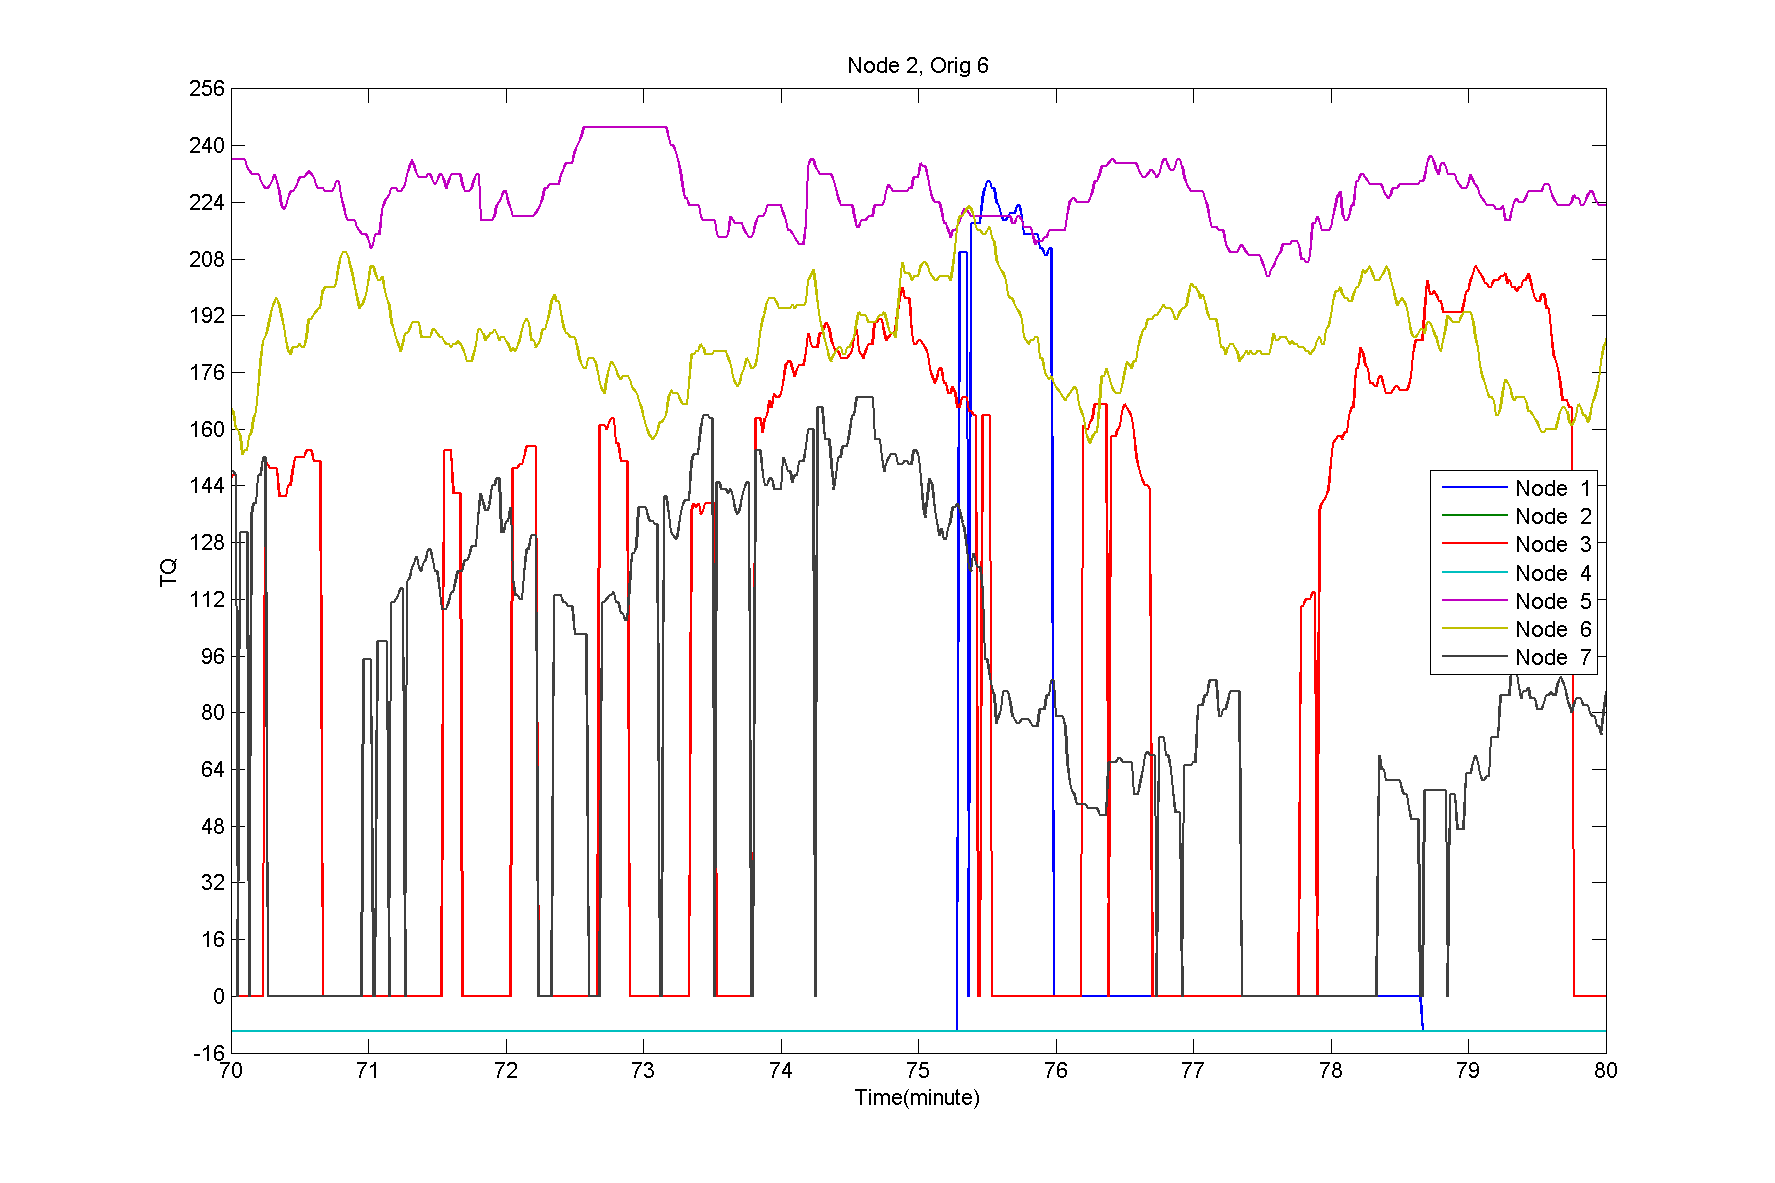 Node 2, Orig 6
256
240
224
208
192
176
160
144
128
112
96
80
64
48
32
16
0
-16
TQ
Node 1
Node 2
Node 3
Node 4
Node 5
Node 6
Node 7
70 71 72 73 74 75 76 77 78 79 80
Time(minute)